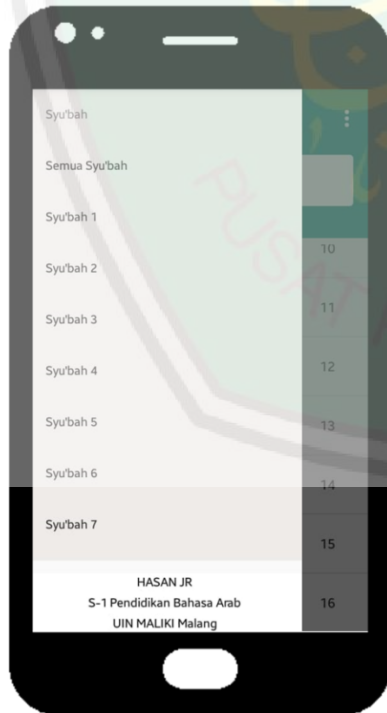 Syu'bah
Semua Syu'bah
Syu'bah 1
Syu'bah 2
Syu'bah 3
Syu'bah 4
Syu'bah 5
Syu'bah 6
Syu'bah 7
HASAN JR
S-1 Pendidikan Bahasa Arab
UIN MALIKI Malang
10
11
12
13
14
15
16
PUSAT